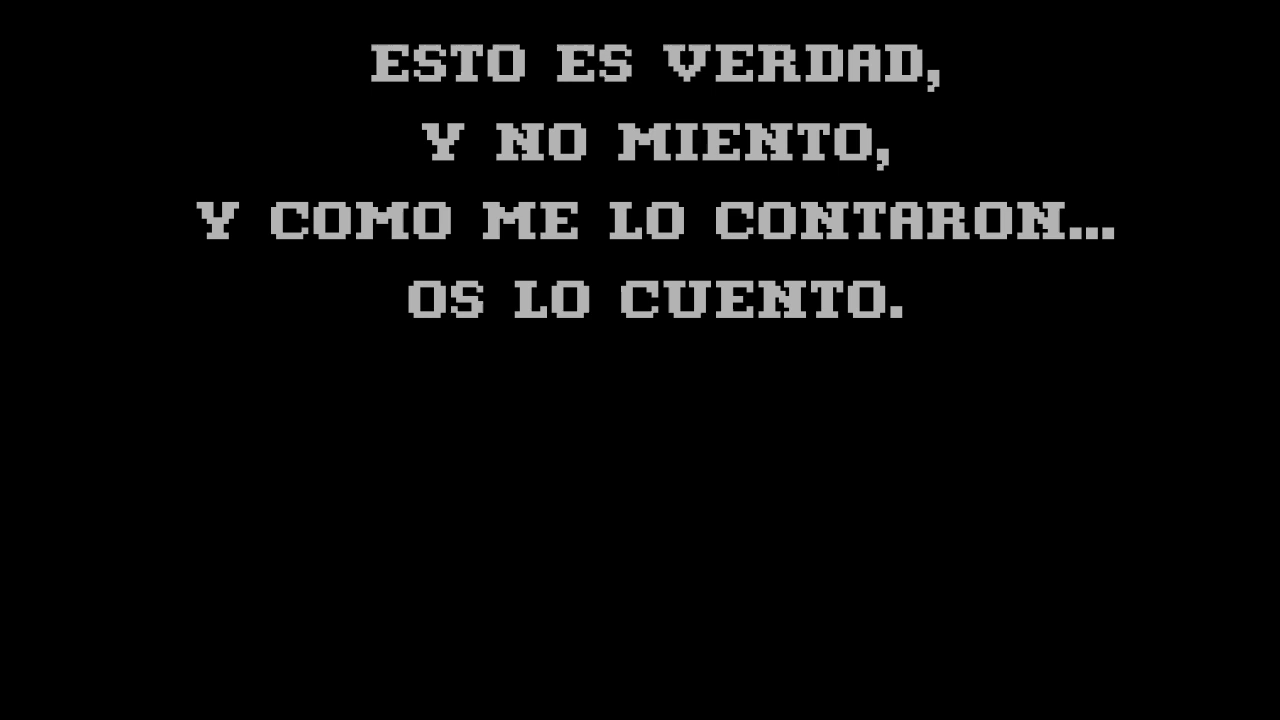 ESTO ES VERDAD,
Y NO MIENTO,
Y COMO ME LO CONTARON...
OS LO CUENTO.